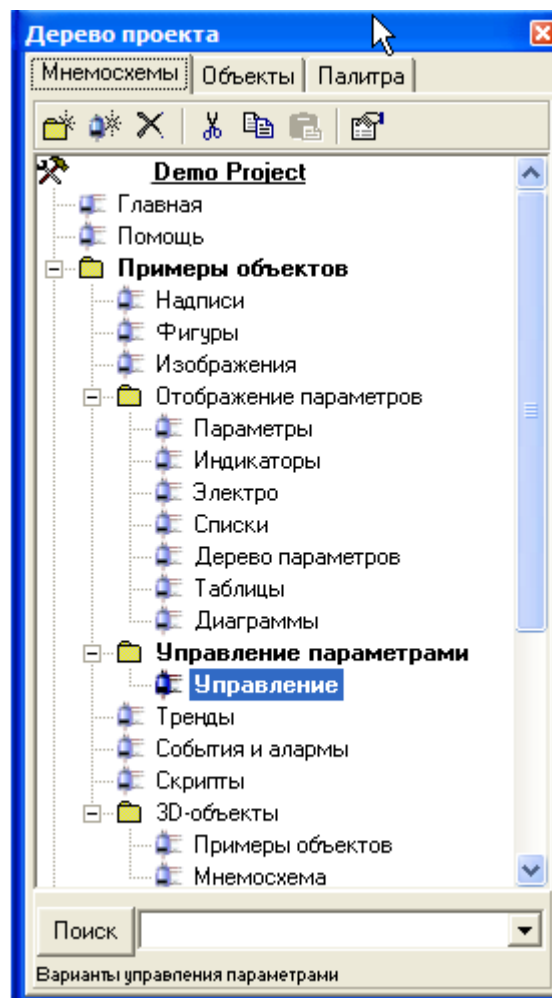 Дерево проекта
Мнемосхемы Объекты Палитра
Demo Project
Главная
Помощь
Примеры объектов
Надписи
Фигуры
Изображения
Отображение параметров
Параметры
Индикаторы
Электро
Списки
Дерево параметров
Таблицы
Диаграммы
Управление параметрами
Управление
Тренды
События и алармы
Скрипты
3D-объекты
Примеры объектов
Мнемосхема
Поиск
Варианты управления параметрами